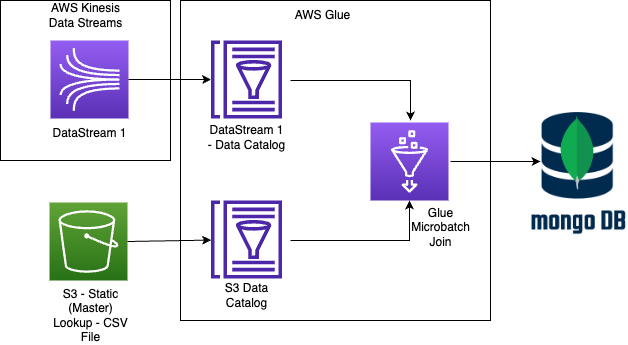 AWS Kinesis
Data Streams
AWS Glue
DataStream 1
DataStream 1
- Data Catalog
Glue
Microbatch
Join
mongo DB
S3 - Static
(Master)
Lookup - CSV
File
S3 Data
Catalog